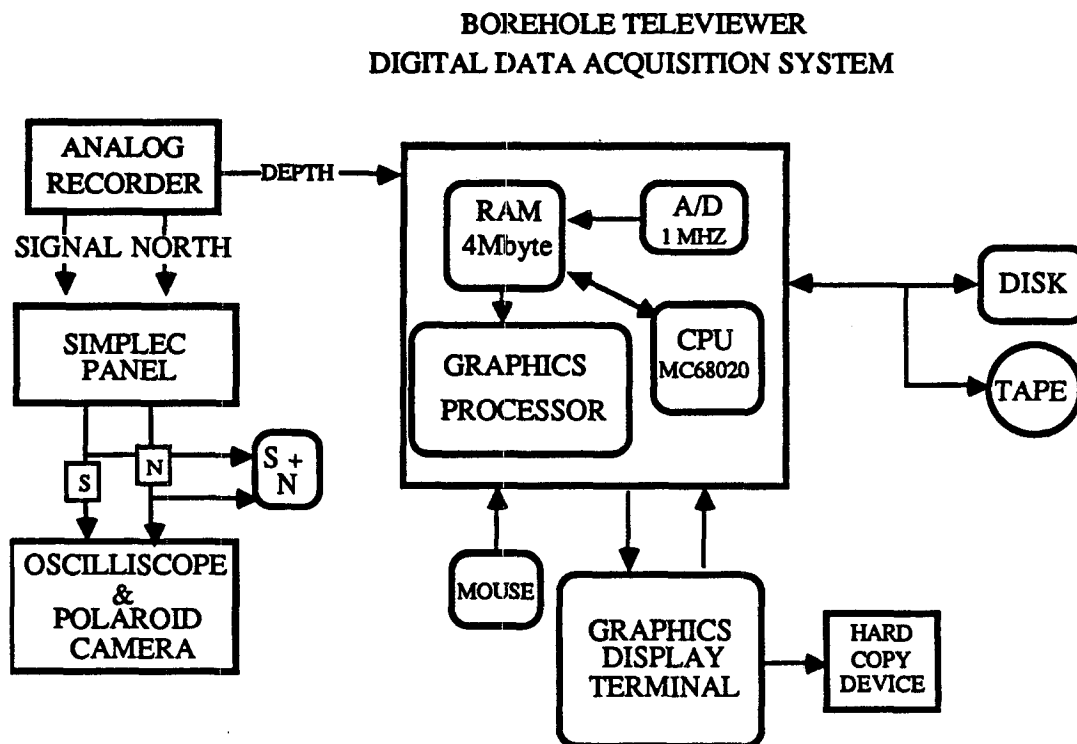 BOREHOLE TELEVIEWER
DIGITAL DATA ACQUISITION SYSTEM
ANALOG
RECORDER
DEPTH
SIGNAL NORTH
SIMPLEC
PANEL
S
N
S +
N
OSCILLISCOPE
&
POLAROID
CAMERA
RAM
4Mbyte
A/D
1 MHZ
CPU
MC68020
GRAPHICS
PROCESSOR
DISK
TAPE
MOUSE
GRAPHICS
DISPLAY
TERMINAL
HARD
COPY
DEVICE